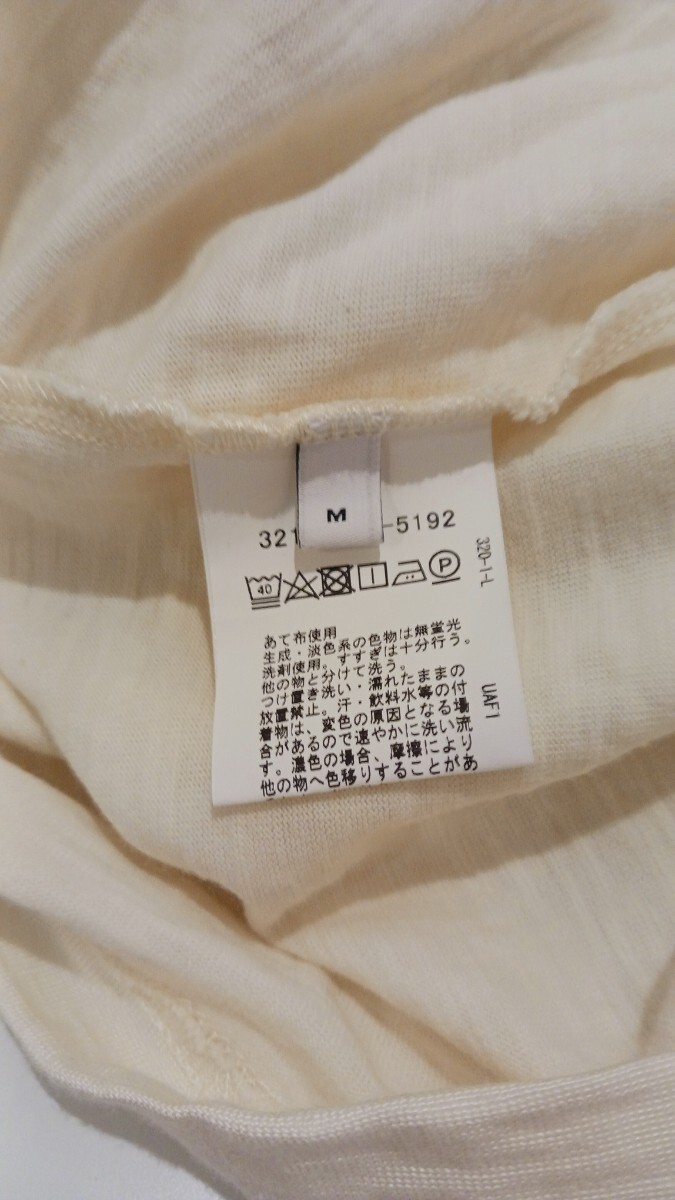 M
321 -5192
40 P
あて布使用
生成・淡色系の色物は無蛍光
洗剤使用。すすぎは十分行う。
他の物と分けて洗う。
つけ置き洗い・濡れたままの
放置禁止。汗・飲料水等の付
着物は、変色の原因となる場
合があるので速やかに洗い流
す。濃色の場合、摩擦により
他の物へ色移りすることがあ
320-1-L
UAF1